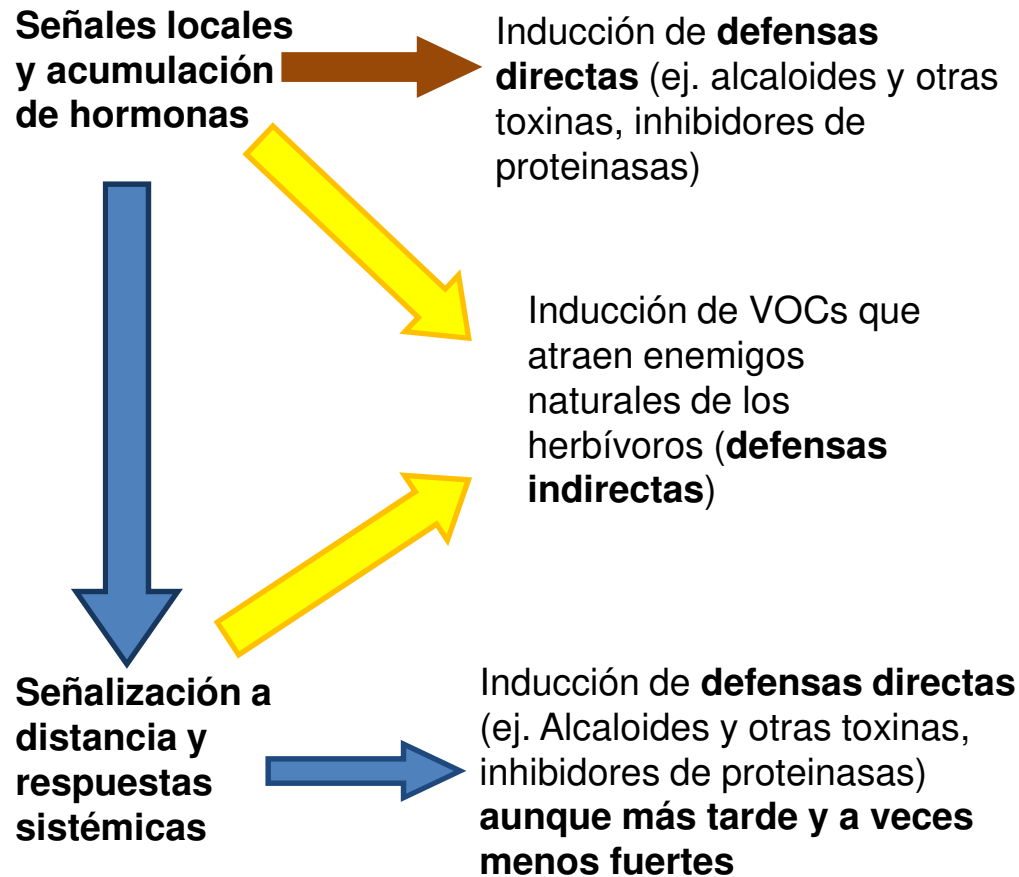 Señales locales
y acumulación
de hormonas
Inducción de defensas
directas (ej. alcaloides y otras
toxinas, inhibidores de
proteinasas)
Inducción de VOCs que
atraen enemigos
naturales de los
herbívoros (defensas
indirectas)
Señalización a
distancia y
respuestas
sistémicas
Inducción de defensas directas
(ej. Alcaloides y otras toxinas,
inhibidores de proteinasas)
aunque más tarde y a veces
menos fuertes